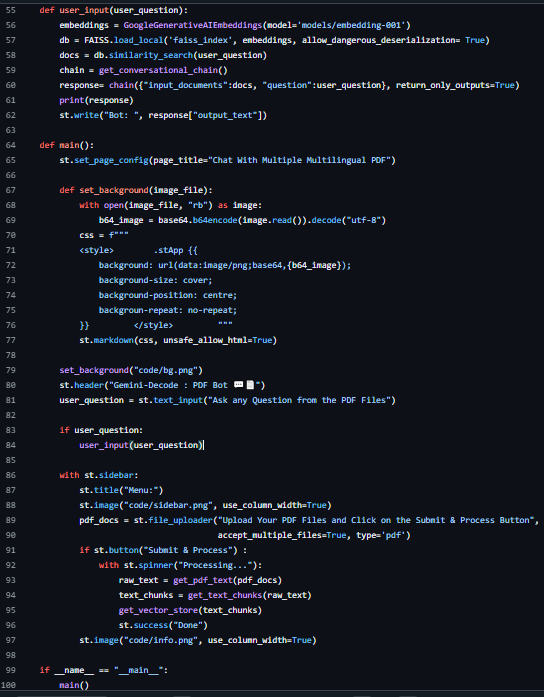 55 def user_input(user_question):
56     embeddings = GoogleGenerativeAIEmbeddings(model='models/embedding-001')
57     db = FAISS.load_local('faiss_index', embeddings, allow_dangerous_deserialization= True)
58     docs = db.similarity_search(user_question)
59     chain = get_conversational_chain()
60     response= chain({"input_documents":docs, "question":user_question}, return_only_outputs=True)
61     print(response)
62     st.write("Bot: ", response["output_text"])
63
64 def main():
65     st.set_page_config(page_title="Chat With Multiple Multilingual PDF")
66
67     def set_background(image_file):
68         with open(image_file, "rb") as image:
69             b64_image = base64.b64encode(image.read()).decode("utf-8")
70         css = f"""
71         <style>        .stApp {{
72             background: url(data:image/png;base64,{b64_image});
73             background-size: cover;
74             background-position: centre;
75             backgroun-repeat: no-repeat;
76         }}         </style>         """
77         st.markdown(css, unsafe_allow_html=True)
78
79     set_background("code/bg.png")
80     st.header("Gemini-Decode : PDF Bot 💬📄")
81     user_question = st.text_input("Ask any Question from the PDF Files")
82
83     if user_question:
84         user_input(user_question)
85
86     with st.sidebar:
87         st.title("Menu:")
88         st.image("code/sidebar.png", use_column_width=True)
89         pdf_docs = st.file_uploader("Upload Your PDF Files and Click on the Submit & Process Button",
90                                     accept_multiple_files=True, type='pdf')
91         if st.button("Submit & Process") :
92             with st.spinner("Processing..."):
93                 raw_text = get_pdf_text(pdf_docs)
94                 text_chunks = get_text_chunks(raw_text)
95                 get_vector_store(text_chunks)
96                 st.success("Done")
97         st.image("code/info.png", use_column_width=True)
98
99 if __name__ == "__main__":
100     main()